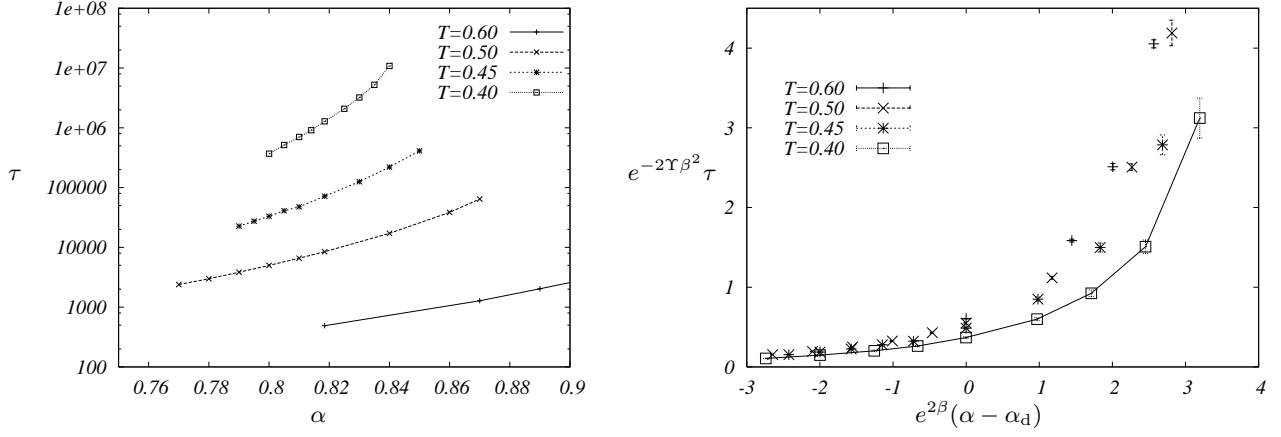 1e+08
1e+07
1e+06
100000
10000
1000
100
τ
0.76 0.78 0.8 0.82 0.84 0.86 0.88 0.9
α
T=0.60
T=0.50
T=0.45
T=0.40
4
3
2
1
0
e^{-2Υβ^2} τ
-3 -2 -1 0 1 2 3 4
e^{2β}(α − α_d)
T=0.60
T=0.50
T=0.45
T=0.40